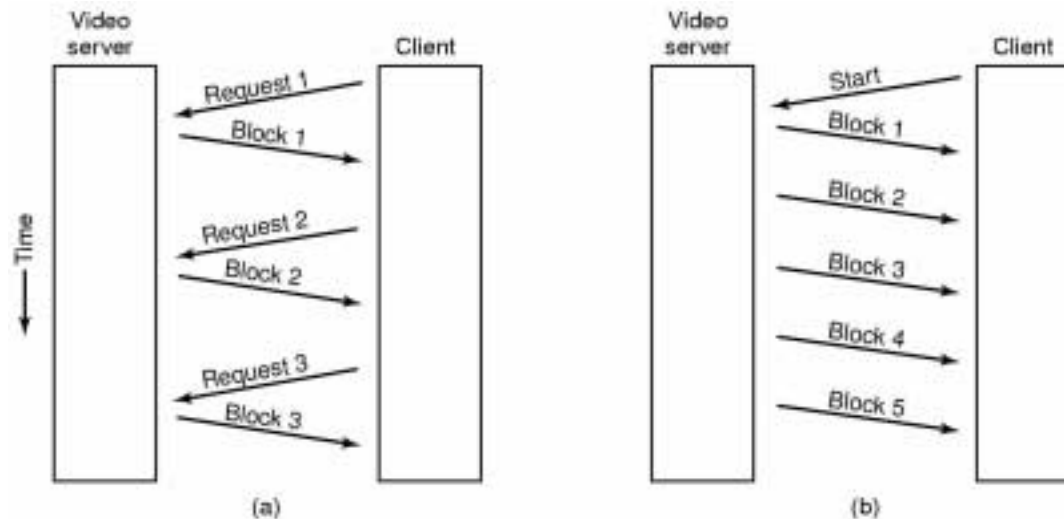 Video
server
Client
Request 1
Block 1
Request 2
Block 2
Request 3
Block 3
Time
(a)
Video
server
Client
Start
Block 1
Block 2
Block 3
Block 4
Block 5
(b)